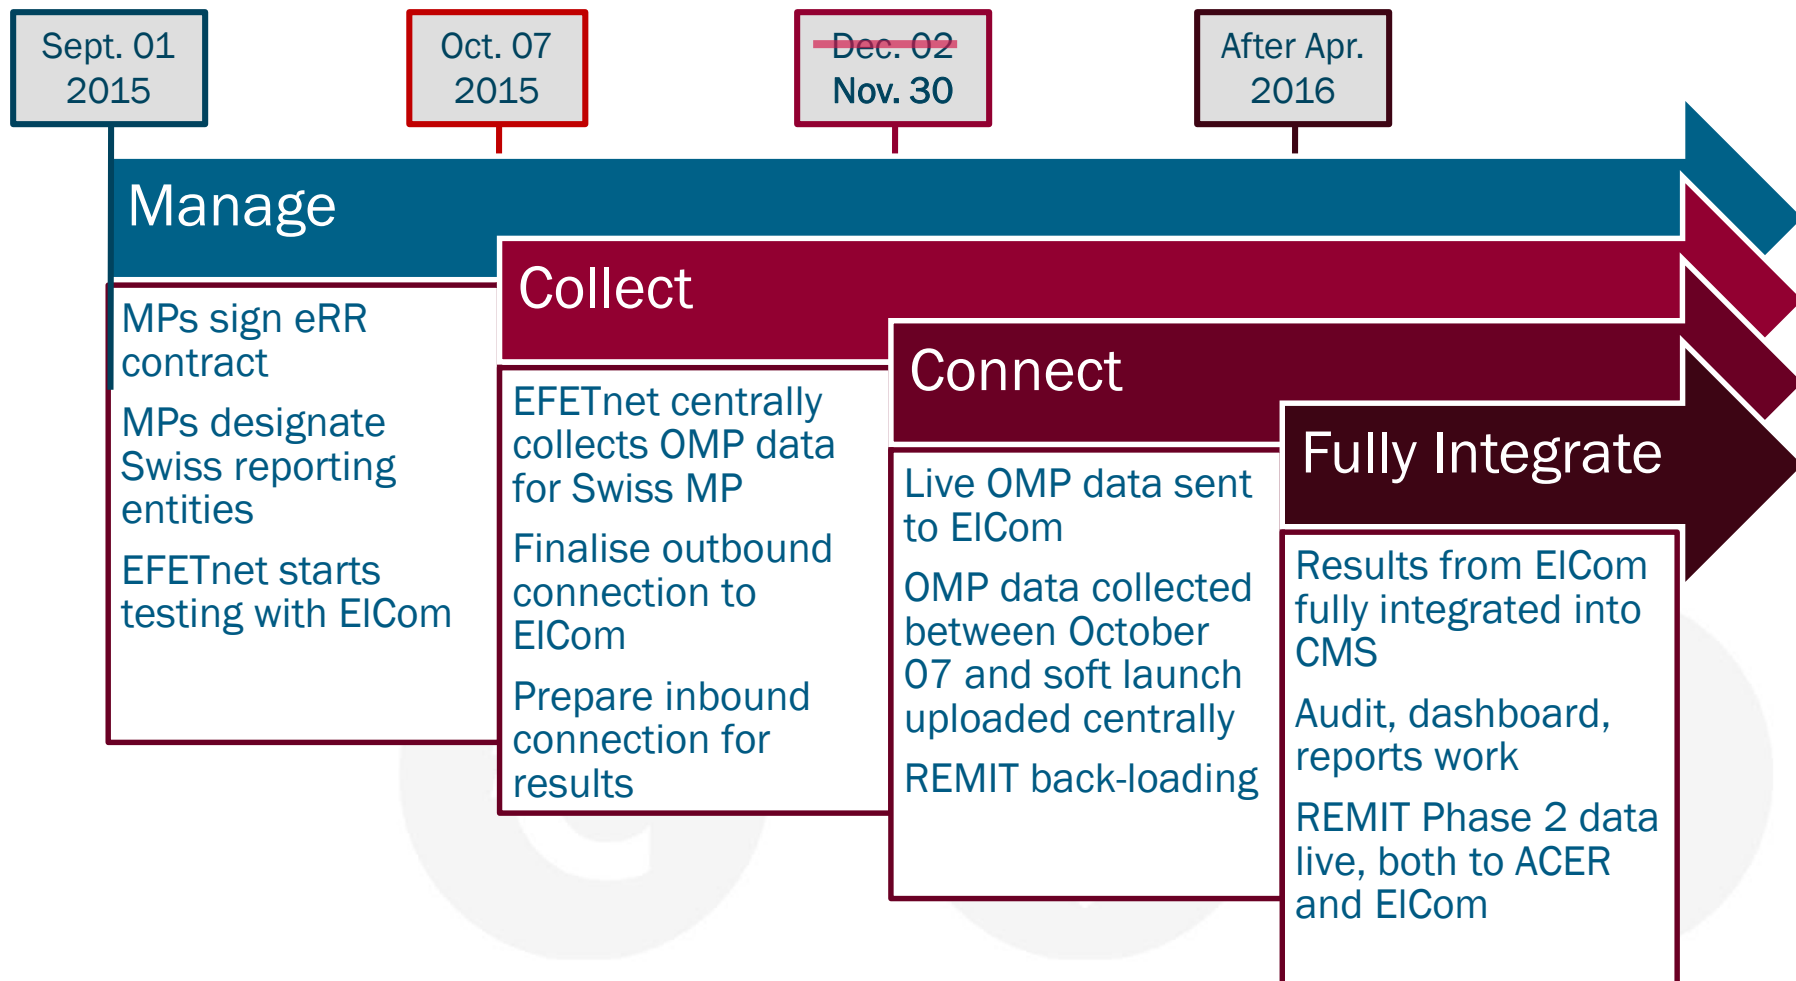 Sept. 01
2015
Oct. 07
2015
Dec. 02
Nov. 30
After Apr.
2016
Manage
MPs sign eRR
contract
MPs designate
Swiss reporting
entities
EFETnet starts
testing with ElCom
Collect
EFETnet centrally
collects OMP data
for Swiss MP
Finalise outbound
connection to
ElCom
Prepare inbound
connection for
results
Connect
Live OMP data sent
to ElCom
OMP data collected
between October
07 and soft launch
uploaded centrally
REMIT back-loading
Fully Integrate
Results from ElCom
fully integrated into
CMS
Audit, dashboard,
reports work
REMIT Phase 2 data
live, both to ACER
and ElCom